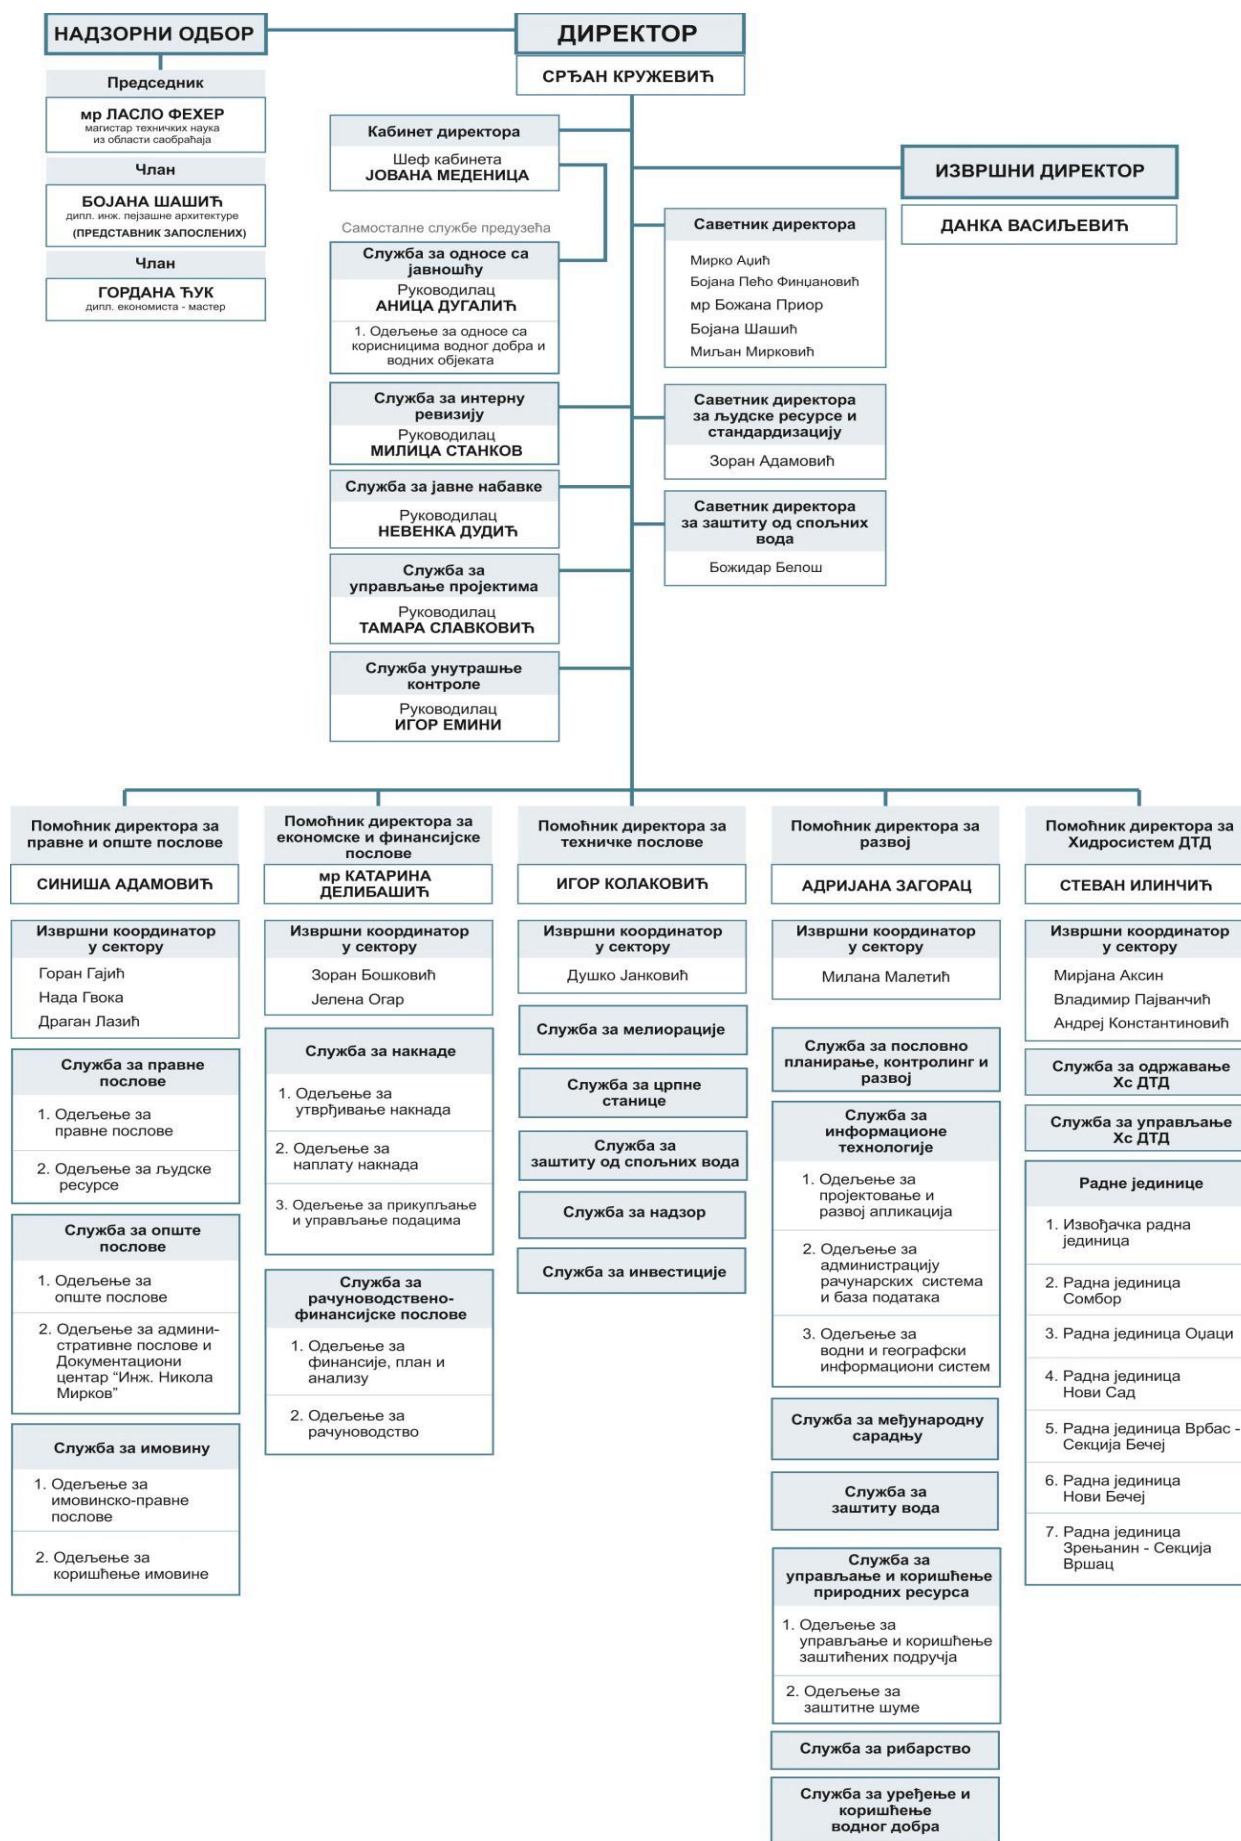 НАДЗОРНИ ОДБОР
Председник
мр ЛАСЛО ФЕХЕР
магистар техничких наука
из области саобраћаја
Члан
БОЈАНА ШАШИЋ
дипл. инж. пејзашне архитектуре
(ПРЕДСТАВНИК ЗАПОСЛЕНИХ)
Члан
ГОРДАНА ЋУК
дипл. економиста - мастер
ДИРЕКТОР
СРЂАН КРУЖЕВИЋ
Кабинет директора
Шеф кабинета
ЈОВАНА МЕДЕНИЦА
Самосталне службе предузећа
Служба за односе са
јавношћу
Руководилац
АНИЦА ДУГАЛИЋ
1. Одељење за односе са
корисницима водног добра и
водних објеката
Служба за интерну
ревизију
Руководилац
МИЛИЦА СТАНКОВ
Служба за јавне набавке
Руководилац
НЕВЕНКА ДУДИЋ
Служба за
управљање пројектима
Руководилац
ТАМАРА СЛАВКОВИЋ
Служба унутрашње
контроле
Руководилац
ИГОР ЕМИНИ
ИЗВРШНИ ДИРЕКТОР
ДАНКА ВАСИЉЕВИЋ
Саветник директора
Мирко Аџић
Бојана Пећо Финџановић
мр Божана Приор
Бојана Шашић
Миљан Мирковић
Саветник директора
за људске ресурсе и
стандардизацију
Зоран Адамовић
Саветник директора
за заштиту од спољних
вода
Божидар Белош
Помоћник директора за
правне и опште послове
СИНИША АДАМОВИЋ
Извршни координатор
у сектору
Горан Гајић
Нада Гвока
Драган Лазић
Служба за правне
послове
1. Одељење за
правне послове
2. Одељење за људске
ресурсе
Служба за опште
послове
1. Одељење за
опште послове
2. Одељење за админи-
стративне послове и
Документациони
центар “Инж. Никола
Мирков”
Служба за имовину
1. Одељење за
имовинско-правне
послове
2. Одељење за
коришћење имовине
Помоћник директора за
економске и финансијске
послове
мр КАТАРИНА
ДЕЛИБАШИЋ
Извршни координатор
у сектору
Зоран Бошковић
Јелена Огар
Служба за накнаде
1. Одељење за
утврђивање накнада
2. Одељење за
наплату накнада
3. Одељење за прикупљање
и управљање подацима
Служба за
рачуноводствено-
финансијске послове
1. Одељење за
финансије, план и
анализу
2. Одељење за
рачуноводство
Помоћник директора за
техничке послове
ИГОР КОЛАКОВИЋ
Извршни координатор
у сектору
Душко Јанковић
Служба за мелиорације
Служба за црпне
станице
Служба за
заштиту од спољних вода
Служба за надзор
Служба за инвестиције
Помоћник директора за
развој
АДРИЈАНА ЗАГОРАЦ
Извршни координатор
у сектору
Милана Малетић
Служба за пословно
планирање, контролинг и
развој
Служба за
информационе
технологије
1. Одељење за
пројектовање и
развој апликација
2. Одељење за
администрацију
рачунарских система
и база података
3. Одељење за
водни и географски
информациони систем
Служба за међународну
сарадњу
Служба за
заштиту вода
Служба за
управљање и коришћење
природних ресурса
1. Одељење за
управљање и коришћење
заштићених подручја
2. Одељење за
заштитне шуме
Служба за рибарство
Служба за уређење и
коришћење
водног добра
Помоћник директора за
Хидросистем ДТД
СТЕВАН ИЛИНЧИЋ
Извршни координатор
у сектору
Мирјана Аксин
Владимир Пајванчић
Андреј Константиновић
Служба за одржавање
Хс ДТД
Служба за управљање
Хс ДТД
Радне јединице
1. Извођачка радна
јединица
2. Радна јединица
Сомбор
3. Радна јединица Оџаци
4. Радна јединица
Нови Сад
5. Радна јединица Врбас -
Секција Бечеј
6. Радна јединица
Нови Бечеј
7. Радна јединица
Зрењанин - Секција
Вршац